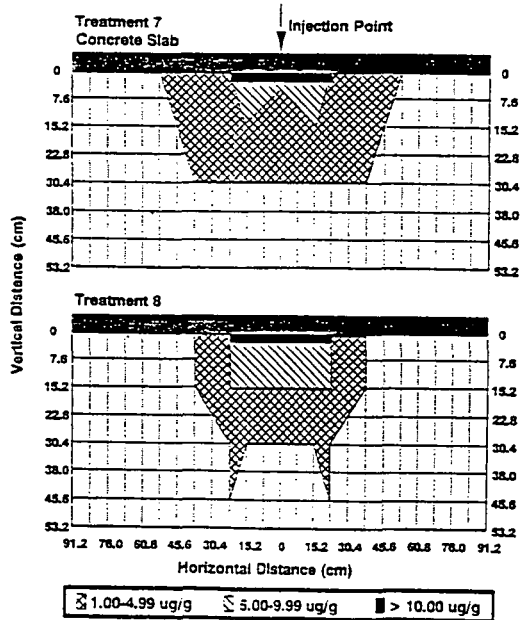 Treatment 7
Injection Point
Concrete Slab
0 0
7.6 7.6
15.2 15.2
22.8 22.8
30.4 30.4
38.0 38.0
45.6 45.6
53.2 53.2
Vertical Distance (cm)
Treatment 8
0 0
7.6 7.6
15.2 15.2
22.8 22.8
30.4 30.4
38.0 38.0
45.6 45.6
53.2 53.2
91.2 76.0 60.8 45.6 30.4 15.2 0 15.2 30.4 45.6 60.8 76.0 91.2
Horizontal Distance (cm)
1.00-4.99 ug/g 5.00-9.99 ug/g > 10.00 ug/g